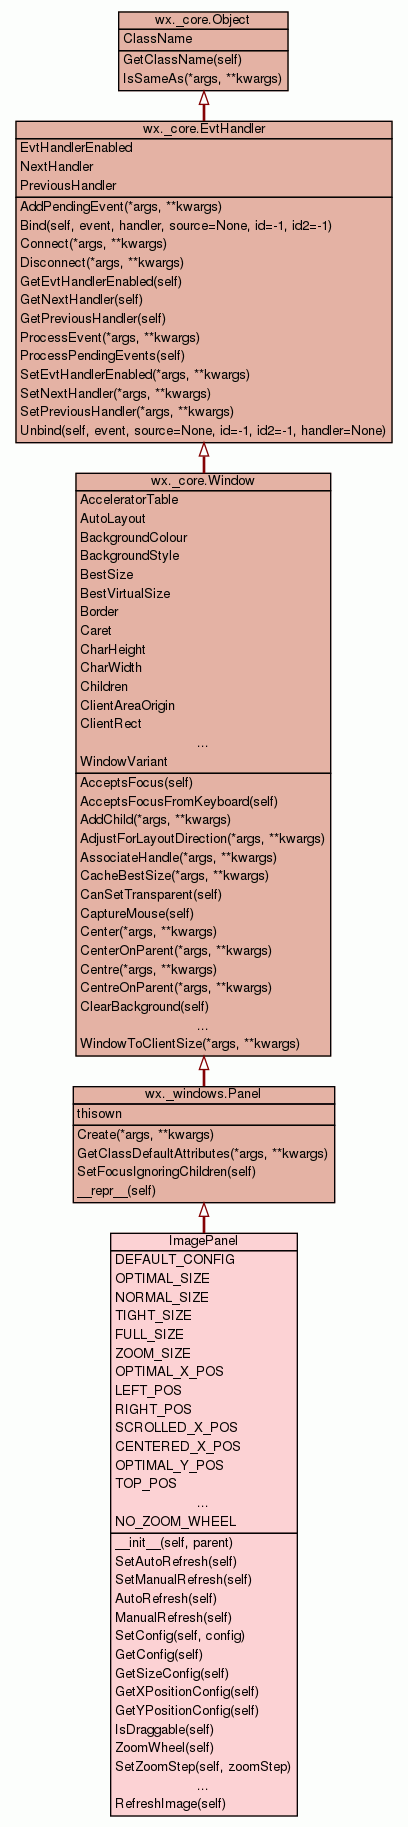 wx._core.Object
ClassName
GetClassName(self)
IsSameAs(*args, **kwargs)
wx._core.EvtHandler
EvtHandlerEnabled
NextHandler
PreviousHandler
AddPendingEvent(*args, **kwargs)
Bind(self, event, handler, source=None, id=-1, id2=-1)
Connect(*args, **kwargs)
Disconnect(*args, **kwargs)
GetEvtHandlerEnabled(self)
GetNextHandler(self)
GetPreviousHandler(self)
ProcessEvent(*args, **kwargs)
ProcessPendingEvents(self)
SetEvtHandlerEnabled(*args, **kwargs)
SetNextHandler(*args, **kwargs)
SetPreviousHandler(*args, **kwargs)
Unbind(self, event, source=None, id=-1, id2=-1, handler=None)
wx._core.Window
AcceleratorTable
AutoLayout
BackgroundColour
BackgroundStyle
BestSize
BestVirtualSize
Border
Caret
CharHeight
CharWidth
Children
ClientAreaOrigin
ClientRect
...
WindowVariant
AcceptsFocus(self)
AcceptsFocusFromKeyboard(self)
AddChild(*args, **kwargs)
AdjustForLayoutDirection(*args, **kwargs)
AssociateHandle(*args, **kwargs)
CacheBestSize(*args, **kwargs)
CanSetTransparent(self)
CaptureMouse(self)
Center(*args, **kwargs)
CenterOnParent(*args, **kwargs)
Centre(*args, **kwargs)
CentreOnParent(*args, **kwargs)
ClearBackground(self)
...
WindowToClientSize(*args, **kwargs)
wx._windows.Panel
thisown
Create(*args, **kwargs)
GetClassDefaultAttributes(*args, **kwargs)
SetFocusIgnoringChildren(self)
__repr__(self)
ImagePanel
DEFAULT_CONFIG
OPTIMAL_SIZE
NORMAL_SIZE
TIGHT_SIZE
FULL_SIZE
ZOOM_SIZE
OPTIMAL_X_POS
LEFT_POS
RIGHT_POS
SCROLLED_X_POS
CENTERED_X_POS
OPTIMAL_Y_POS
TOP_POS
...
NO_ZOOM_WHEEL
__init__(self, parent)
SetAutoRefresh(self)
SetManualRefresh(self)
AutoRefresh(self)
ManualRefresh(self)
SetConfig(self, config)
GetConfig(self)
GetSizeConfig(self)
GetXPositionConfig(self)
GetYPositionConfig(self)
IsDraggable(self)
ZoomWheel(self)
SetZoomStep(self, zoomStep)
...
RefreshImage(self)